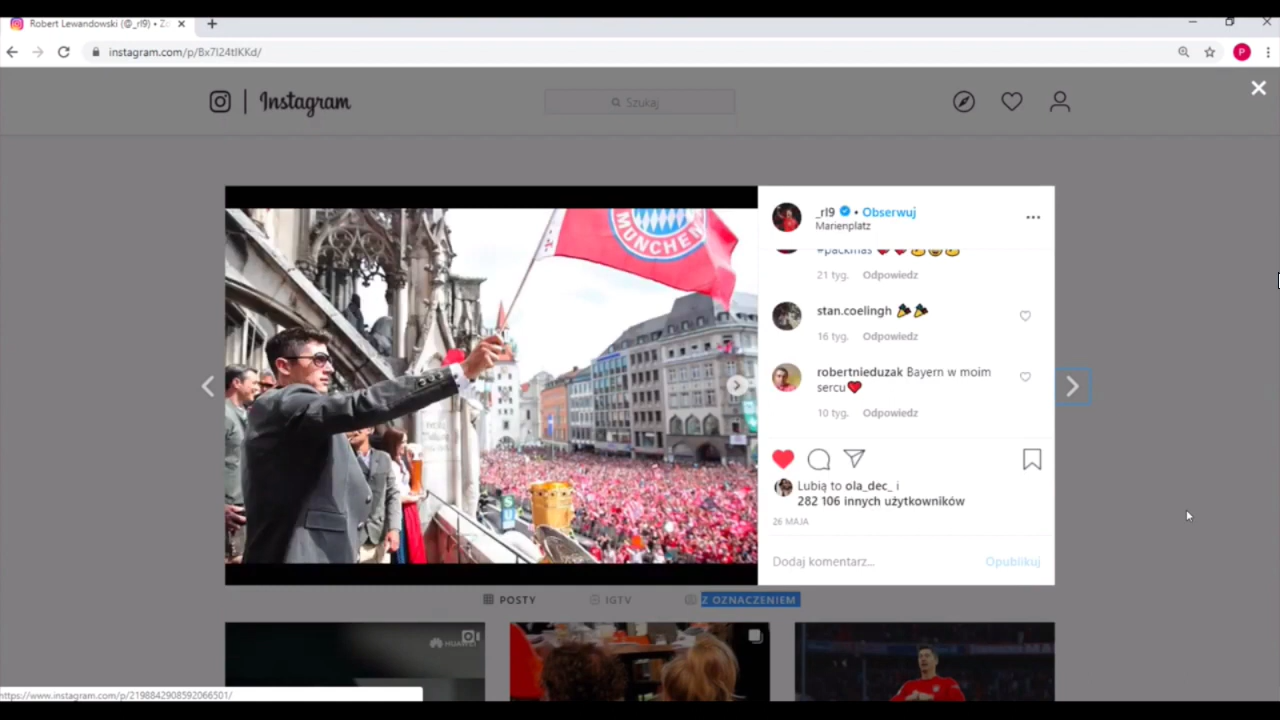 Robert Lewandowski (@_rl9) • Z
instagram.com/p/Bx7I24tIKKd/
P
Instagram
Szukaj
MÜNCHEN
_rl9 • Obserwuj
Marienplatz
#packmas
21 tyg. Odpowiedz
stan.coelingh
16 tyg. Odpowiedz
robertnieduzak Bayern w moim
sercu
10 tyg. Odpowiedz
Lubią to ola_dec_ i
282 106 innych użytkowników
26 MAJA
Dodaj komentarz... Opublikuj
POSTY IGTV Z OZNACZENIEM
HUAWEI
https://www.instagram.com/p/2198842908592066501/